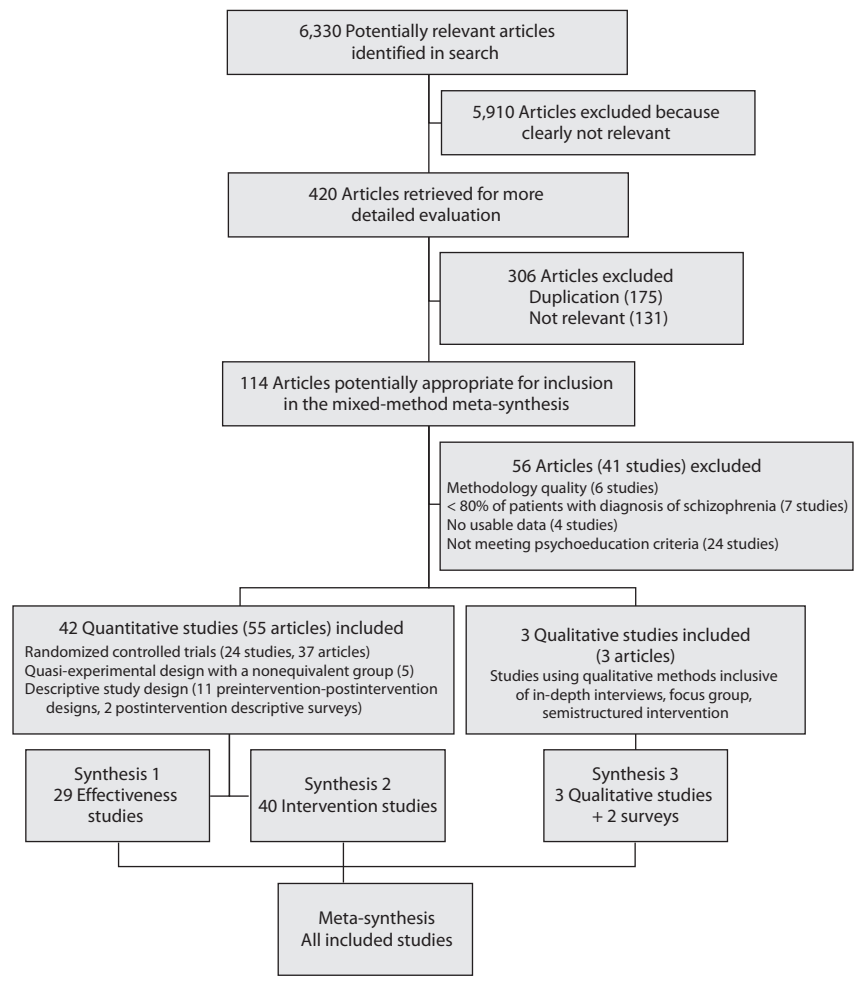 6,330 Potentially relevant articles
identified in search
5,910 Articles excluded because
clearly not relevant
420 Articles retrieved for more
detailed evaluation
306 Articles excluded
Duplication (175)
Not relevant (131)
114 Articles potentially appropriate for inclusion
in the mixed-method meta-synthesis
56 Articles (41 studies) excluded
Methodology quality (6 studies)
< 80% of patients with diagnosis of schizophrenia (7 studies)
No usable data (4 studies)
Not meeting psychoeducation criteria (24 studies)
42 Quantitative studies (55 articles) included
Randomized controlled trials (24 studies, 37 articles)
Quasi-experimental design with a nonequivalent group (5)
Descriptive study design (11 preintervention-postintervention
designs, 2 postintervention descriptive surveys)
3 Qualitative studies included
(3 articles)
Studies using qualitative methods inclusive
of in-depth interviews, focus group,
semistructured intervention
Synthesis 1
29 Effectiveness
studies
Synthesis 2
40 Intervention studies
Synthesis 3
3 Qualitative studies
+ 2 surveys
Meta-synthesis
All included studies